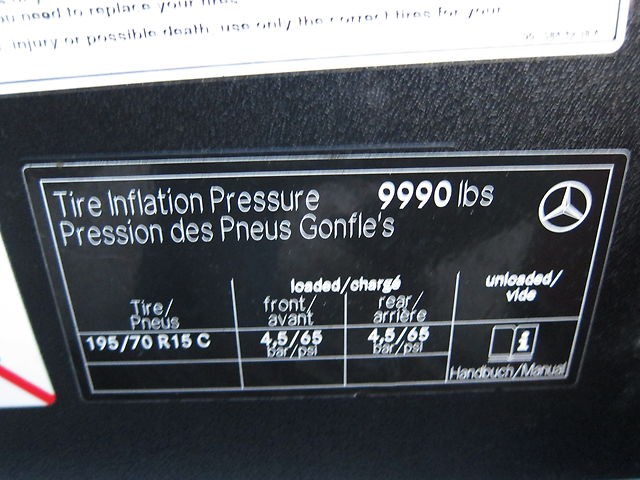 you need to replace your tires
injury or possible death, use only the correct tires for your
Tire Inflation Pressure 9990 lbs
Pression des Pneus Gonfle's
loaded/chargé unloaded/
vide
Tire/ front/ rear/
Pneus avant arrière
195/70 R15 C 4,5/65 4,5/65
bar/psi bar/psi
Handbuch/Manual